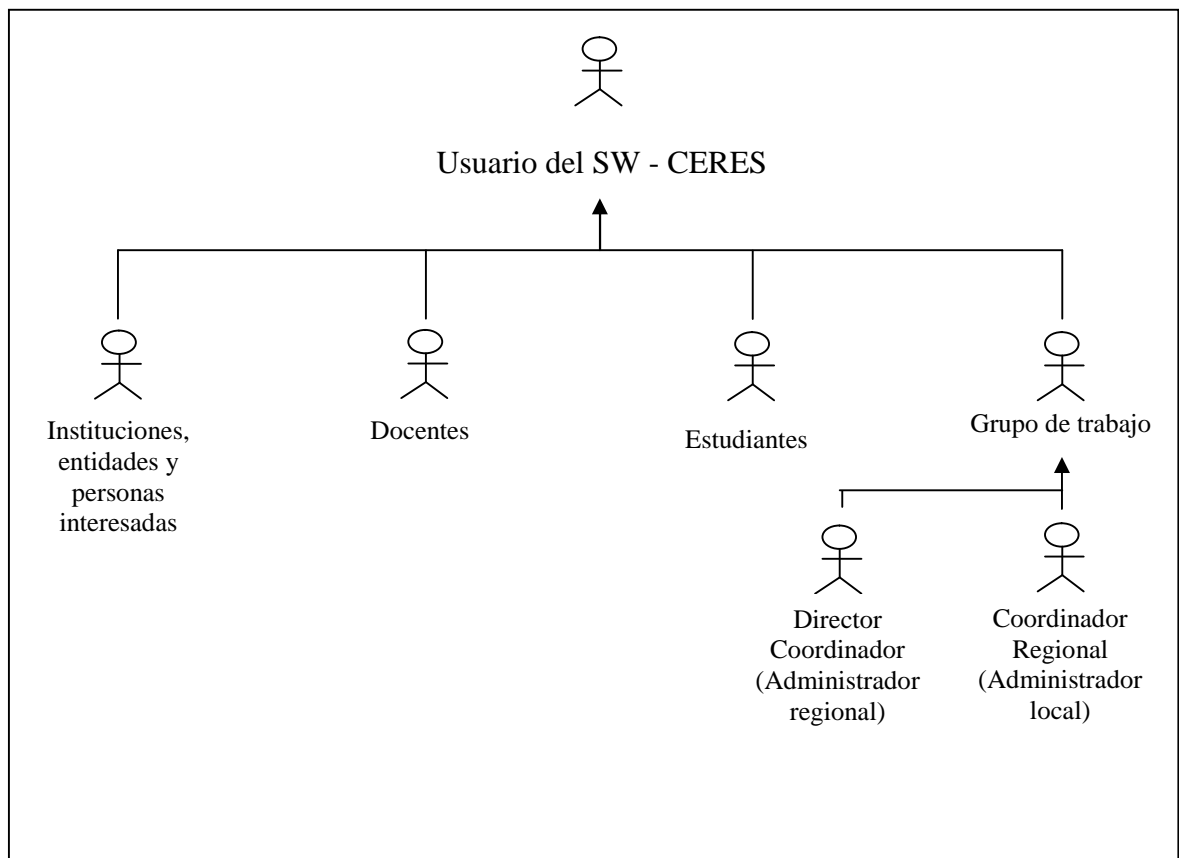 Usuario del SW - CERES
Instituciones,
entidades y
personas
interesadas
Docentes
Estudiantes
Grupo de trabajo
Director
Coordinador
(Administrador
regional)
Coordinador
Regional
(Administrador
local)